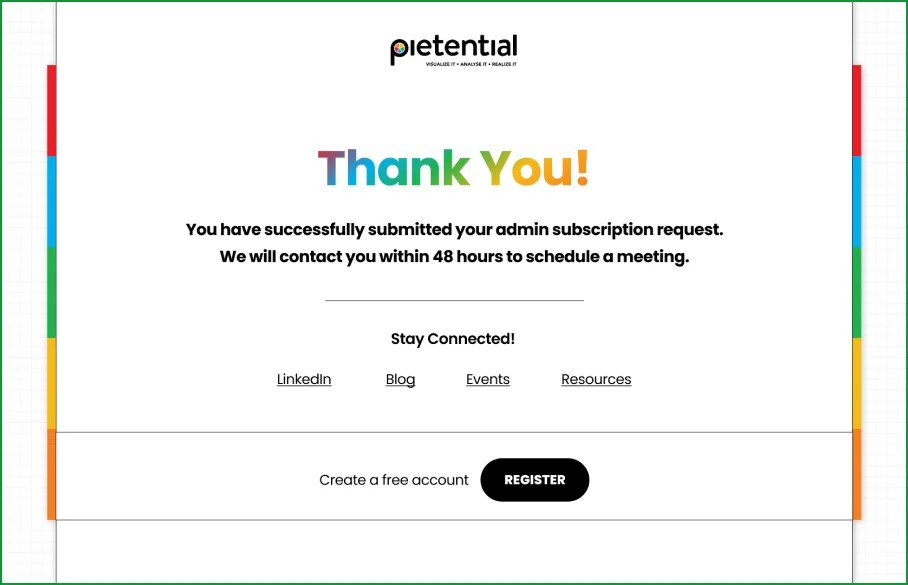 pietential
VISUALIZE IT • ANALYSE IT • REALIZE IT
Thank You!
You have successfully submitted your admin subscription request.
We will contact you within 48 hours to schedule a meeting.
Stay Connected!
LinkedIn Blog Events Resources
Create a free account REGISTER